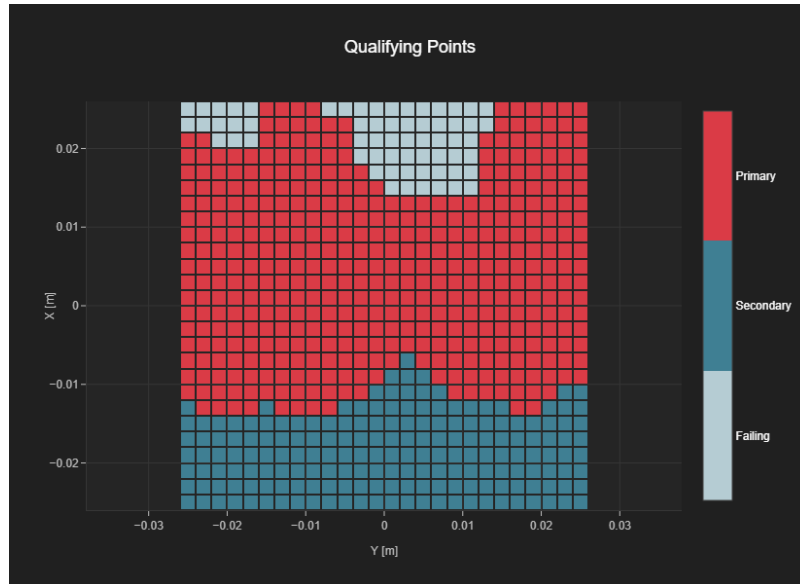 Qualifying Points
0.02
0.01
0
−0.01
−0.02
X [m]
−0.03
−0.02
−0.01
0
0.01
0.02
0.03
Y [m]
Primary
Secondary
Failing